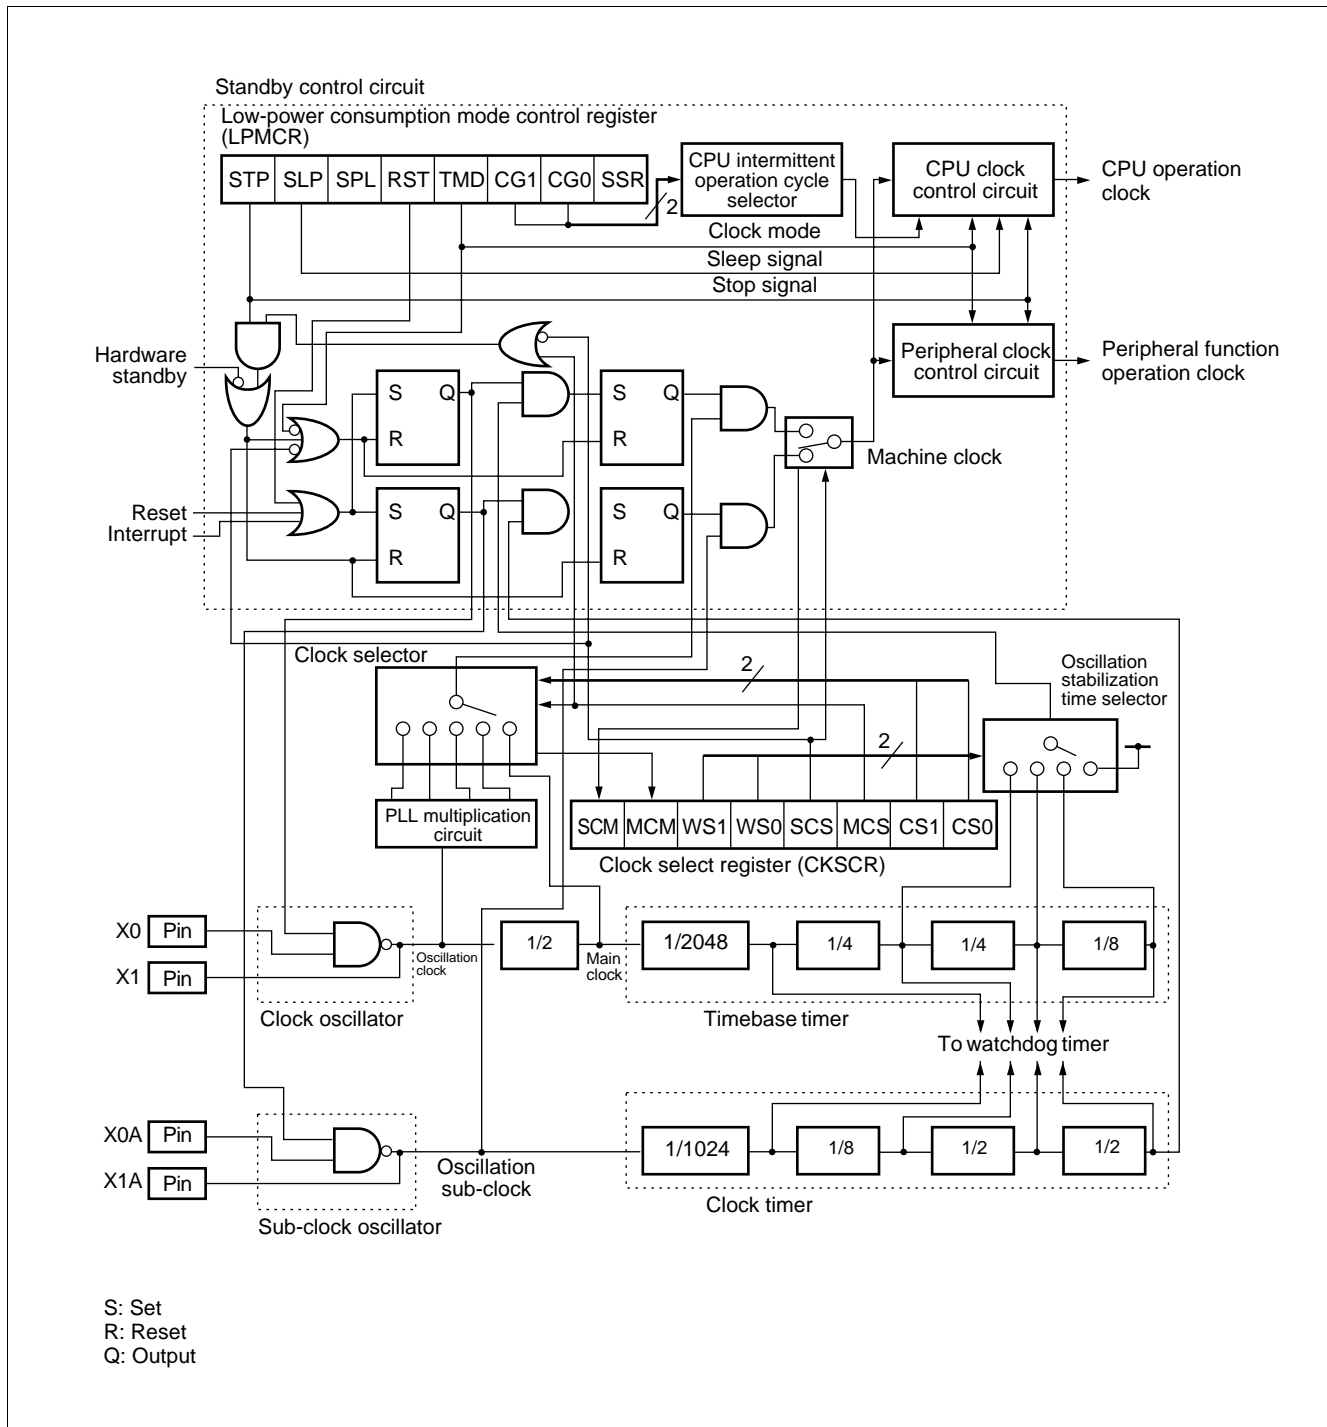 Standby control circuit
Low-power consumption mode control register
(LPMCR)
STP SLP SPL RST TMD CG1 CG0 SSR
2
CPU intermittent
operation cycle
selector
CPU clock
control circuit
CPU operation
clock
Clock mode
Sleep signal
Stop signal
Hardware
standby
Peripheral clock
control circuit
Peripheral function
operation clock
S Q
R
S Q
R
Machine clock
Reset
Interrupt
S Q
R
S Q
R
Clock selector
2
Oscillation
stabilization
time selector
2
PLL multiplication
circuit
SCM MCM WS1 WS0 SCS MCS CS1 CS0
Clock select register (CKSCR)
X0 Pin
X1 Pin
Oscillation
clock
1/2
Main
clock
1/2048
1/4
1/4
1/8
Clock oscillator
Timebase timer
To watchdog timer
X0A Pin
X1A Pin
Oscillation
sub-clock
1/1024
1/8
1/2
1/2
Sub-clock oscillator
Clock timer
S: Set
R: Reset
Q: Output